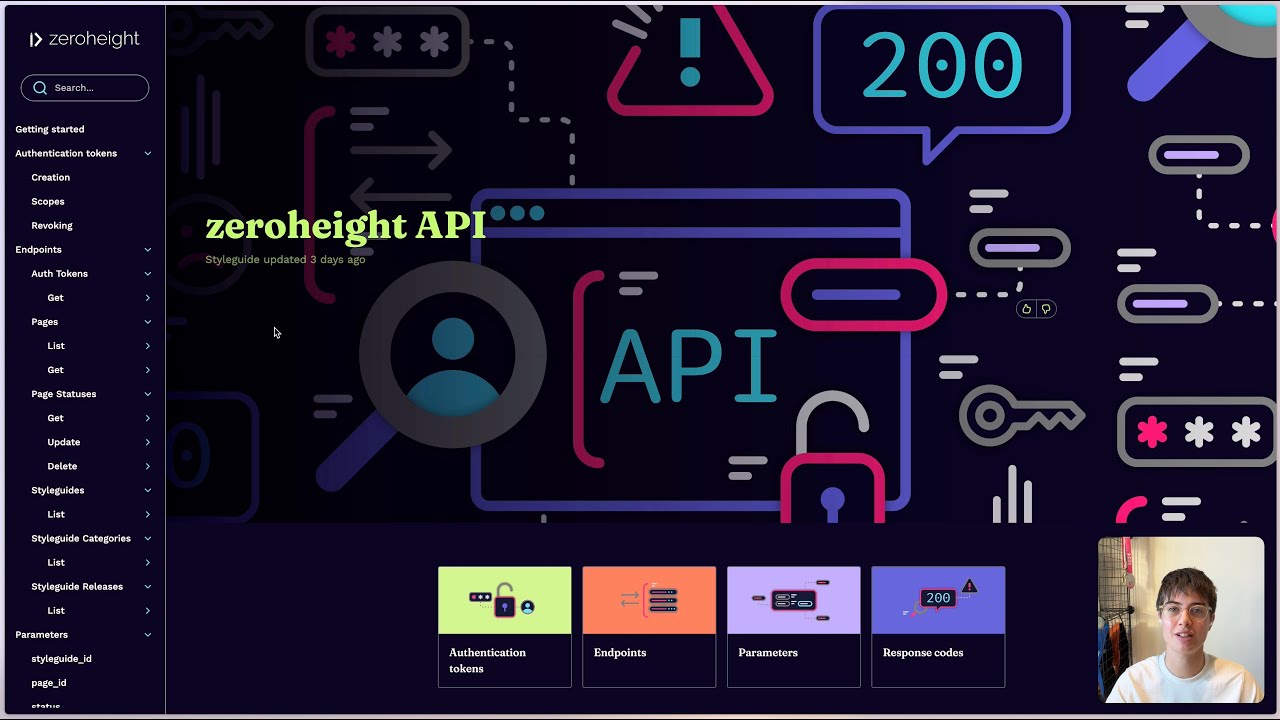 zeroheight
Search...
Getting started
Authentication tokens
Creation
Scopes
Revoking
Endpoints
Auth Tokens
Get
Pages
List
Get
Page Statuses
Get
Update
Delete
Styleguides
List
Styleguide Categories
List
Styleguide Releases
List
Parameters
styleguide_id
page_id
status
zeroheight API
Styleguide updated 3 days ago
***
!
200
API
***
Authentication
tokens
Endpoints
Parameters
200
Response codes